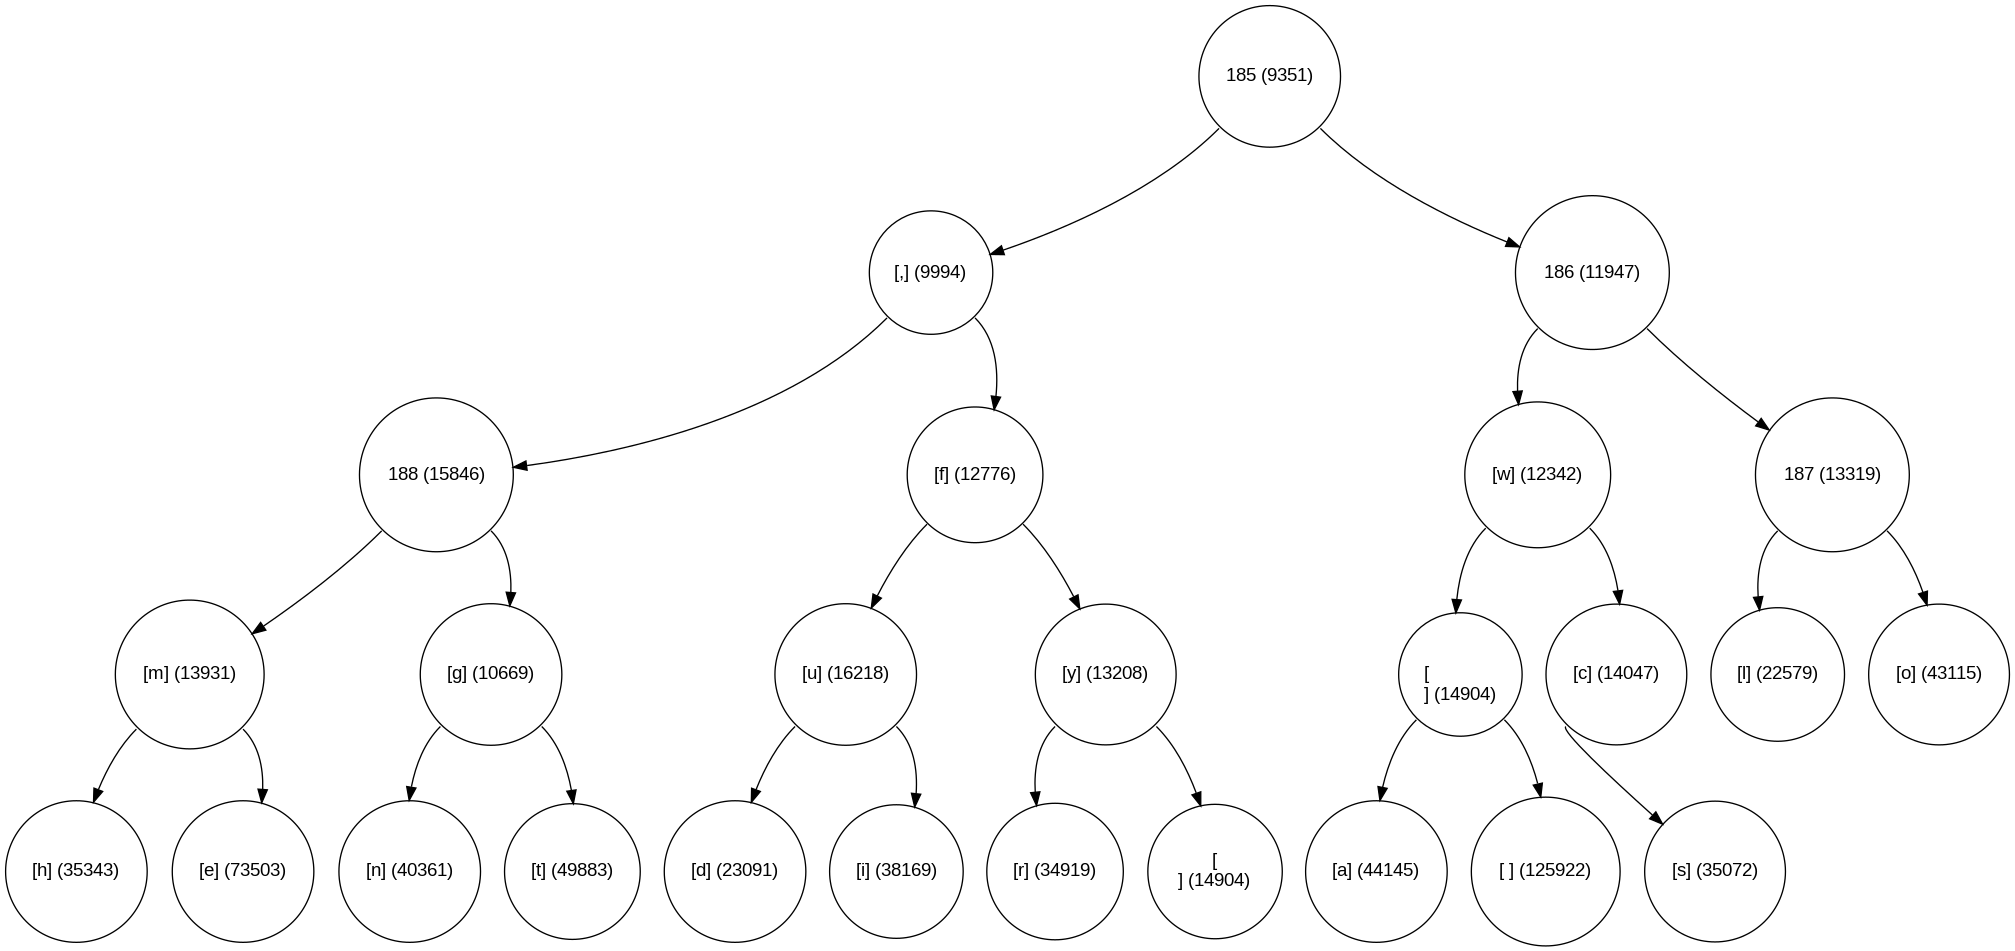 185 (9351)
[,] (9994)
186 (11947)
188 (15846)
[f] (12776)
[w] (12342)
187 (13319)
[m] (13931)
[g] (10669)
[u] (16218)
[y] (13208)
[
] (14904)
[c] (14047)
[l] (22579)
[o] (43115)
[h] (35343)
[e] (73503)
[n] (40361)
[t] (49883)
[d] (23091)
[i] (38169)
[r] (34919)
[
] (14904)
[a] (44145)
[ ] (125922)
[s] (35072)